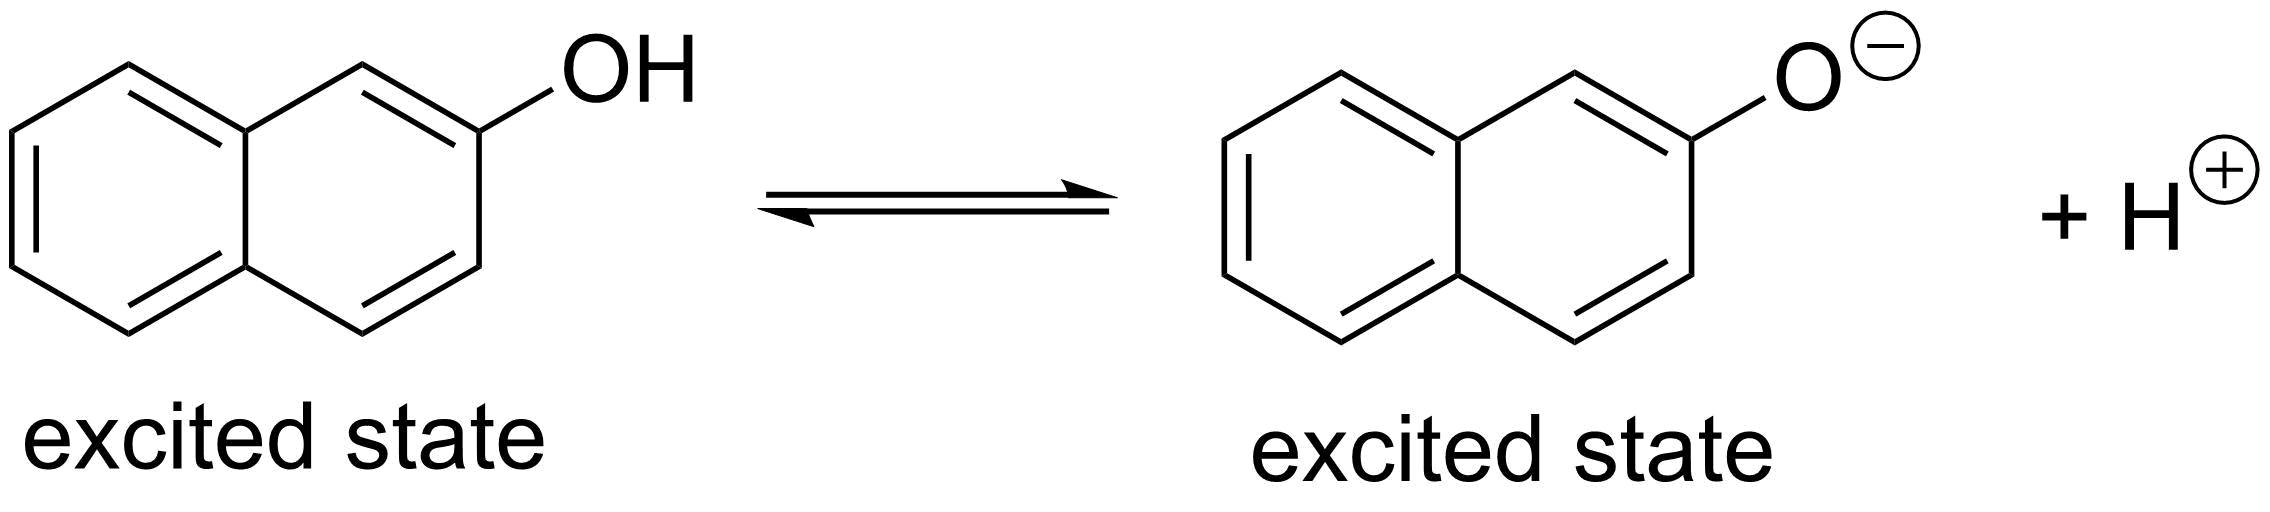 OH
O⊖
+ H⊕
excited state
excited state